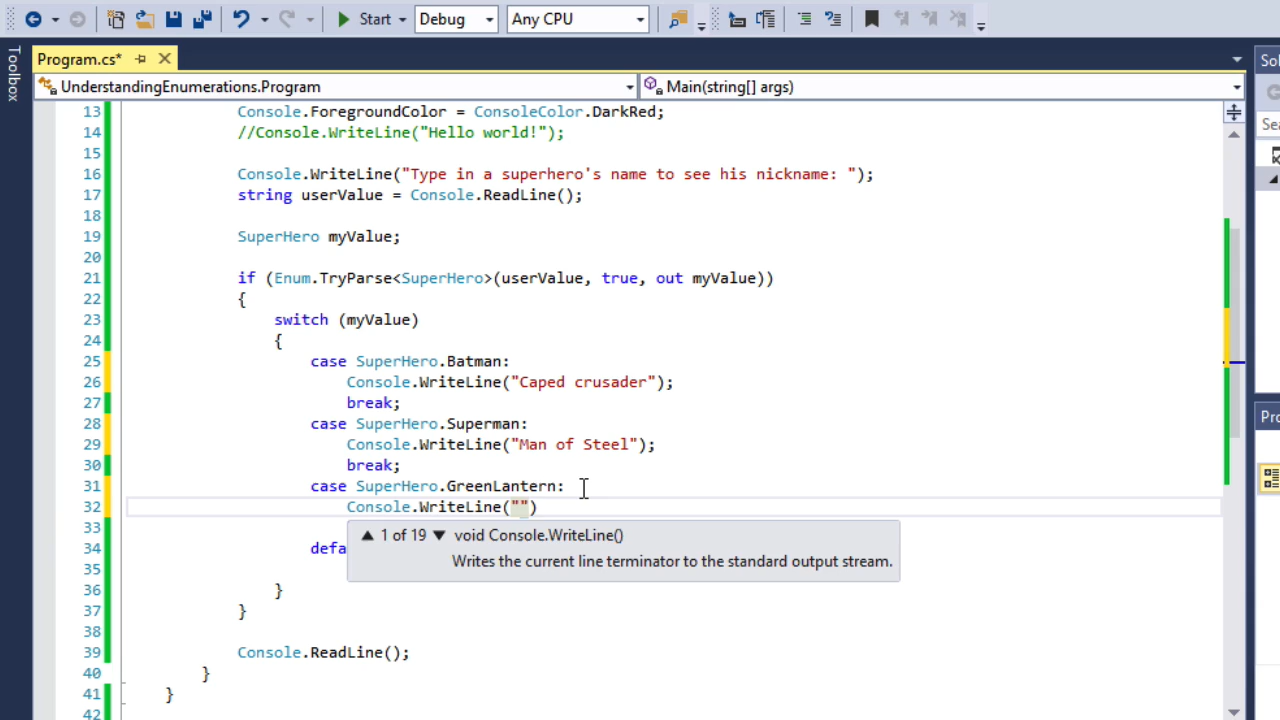 Start Debug Any CPU
Toolbox
Program.cs*
Sol
UnderstandingEnumerations.Program Main(string[] args)
Sea
13 Console.ForegroundColor = ConsoleColor.DarkRed;
14 //Console.WriteLine("Hello world!");
15
16 Console.WriteLine("Type in a superhero's name to see his nickname: ");
17 string userValue = Console.ReadLine();
18
19 SuperHero myValue;
20
21 if (Enum.TryParse<SuperHero>(userValue, true, out myValue))
22 {
23 switch (myValue)
24 {
25 case SuperHero.Batman:
26 Console.WriteLine("Caped crusader");
27 break;
28 case SuperHero.Superman:
29 Console.WriteLine("Man of Steel");
30 break;
31 case SuperHero.GreenLantern:
32 Console.WriteLine("")
33 1 of 19 void Console.WriteLine()
34 defa
Writes the current line terminator to the standard output stream.
35
36 }
37 }
38
39 Console.ReadLine();
40 }
41 }
42
Pro